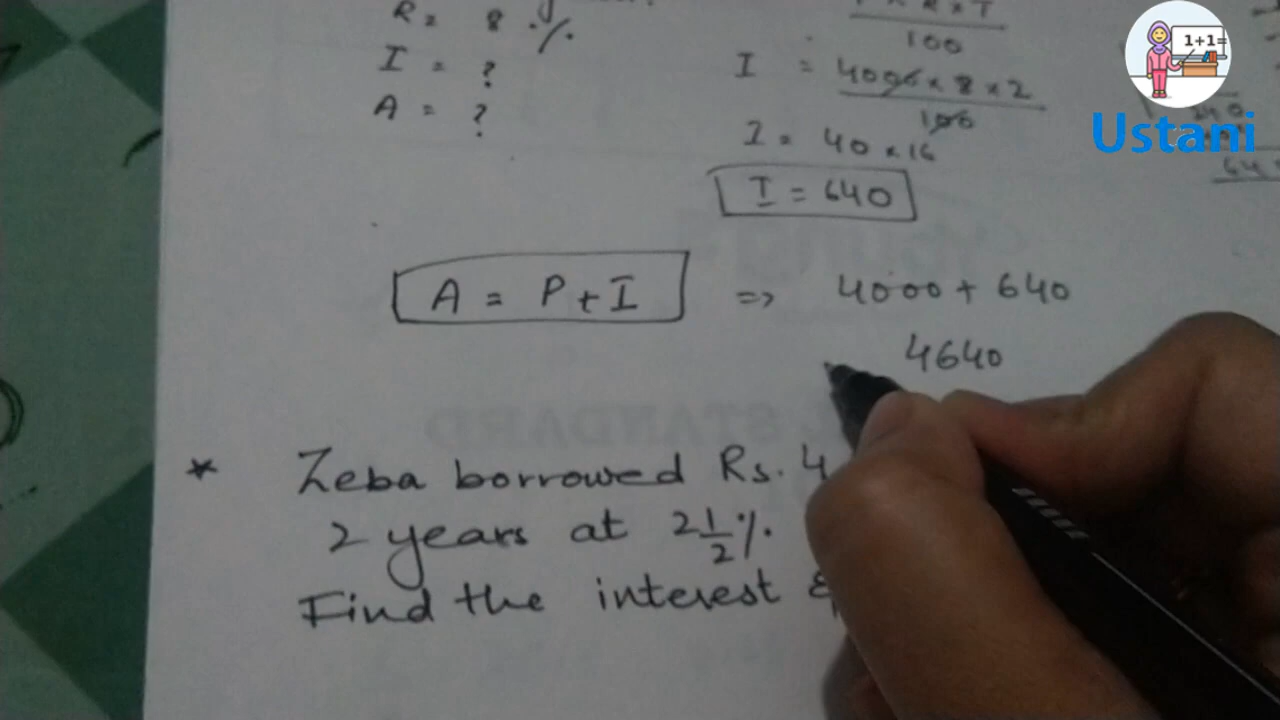 R = 8 %.
P × R × T
100
I = ?
I = 4000 × 8 × 2
100
A = ?
I = 40 × 16
I = 640
A = P + I => 4000 + 640
4640
* Zeba borrowed Rs. 4
2 years at 2 1/2 %.
Find the interest &
1+1=
Ustani
640